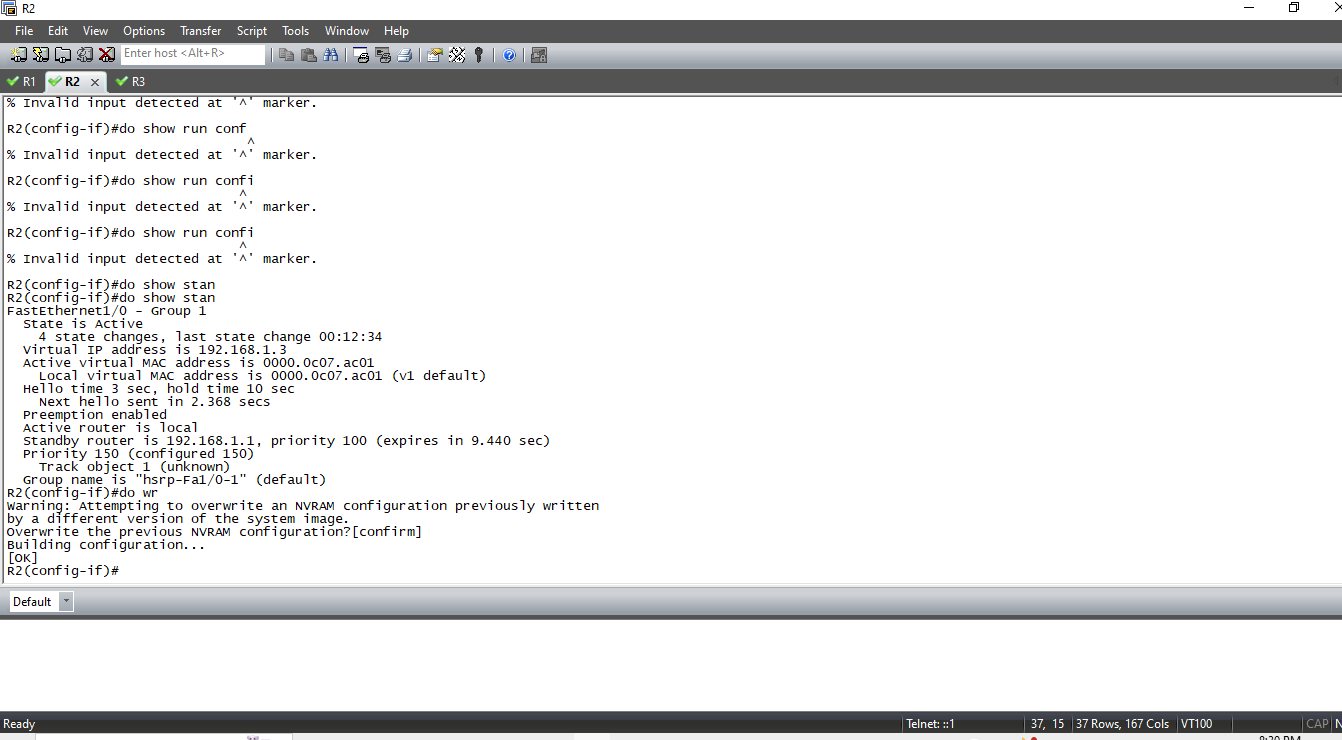 R2
File Edit View Options Transfer Script Tools Window Help
Enter host <Alt+R>
R1 R2 R3
% Invalid input detected at '^' marker.
R2(config-if)#do show run conf
^
% Invalid input detected at '^' marker.
R2(config-if)#do show run confi
^
% Invalid input detected at '^' marker.
R2(config-if)#do show run confi
^
% Invalid input detected at '^' marker.
R2(config-if)#do show stan
R2(config-if)#do show stan
FastEthernet1/0 - Group 1
State is Active
4 state changes, last state change 00:12:34
Virtual IP address is 192.168.1.3
Active virtual MAC address is 0000.0c07.ac01
Local virtual MAC address is 0000.0c07.ac01 (v1 default)
Hello time 3 sec, hold time 10 sec
Next hello sent in 2.368 secs
Preemption enabled
Active router is local
Standby router is 192.168.1.1, priority 100 (expires in 9.440 sec)
Priority 150 (configured 150)
Track object 1 (unknown)
Group name is "hsrp-Fa1/0-1" (default)
R2(config-if)#do wr
Warning: Attempting to overwrite an NVRAM configuration previously written
by a different version of the system image.
Overwrite the previous NVRAM configuration?[confirm]
Building configuration...
[OK]
R2(config-if)#
Default
Ready Telnet: ::1 37, 15 37 Rows, 167 Cols VT100 CAP